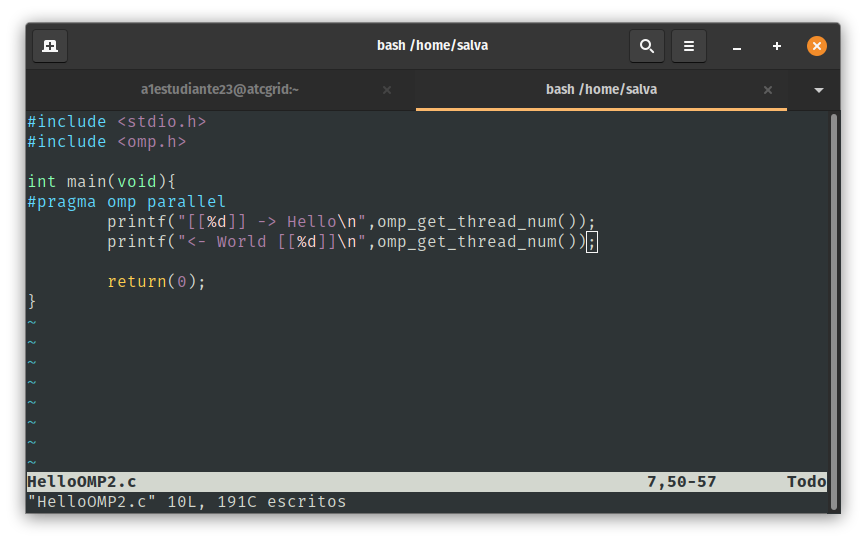 bash /home/salva
a1estudiante23@atcgrid:~
bash /home/salva
#include <stdio.h>
#include <omp.h>
int main(void){
#pragma omp parallel
        printf("[[%d]] -> Hello\n",omp_get_thread_num());
        printf("<- World [[%d]]\n",omp_get_thread_num());
        return(0);
}
~
~
~
~
~
~
~
~
HelloOMP2.c 7,50-57 Todo
"HelloOMP2.c" 10L, 191C escritos